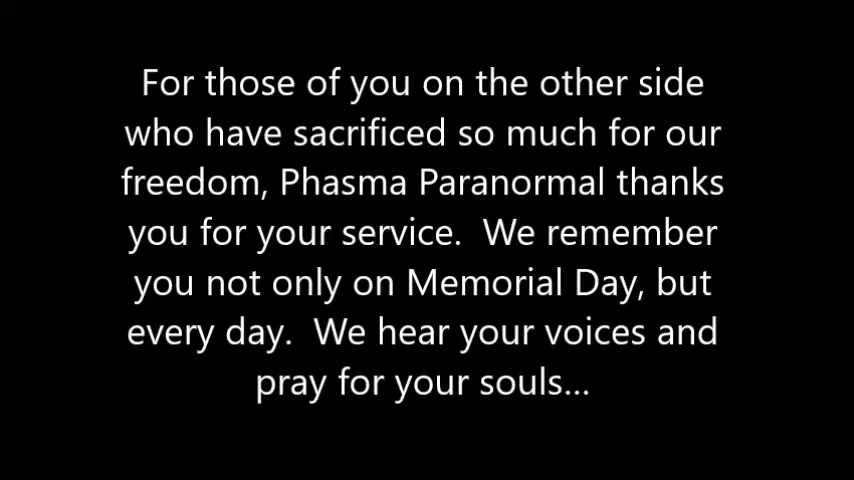 For those of you on the other side
who have sacrificed so much for our
freedom, Phasma Paranormal thanks
you for your service.  We remember
you not only on Memorial Day, but
every day.  We hear your voices and
pray for your souls...